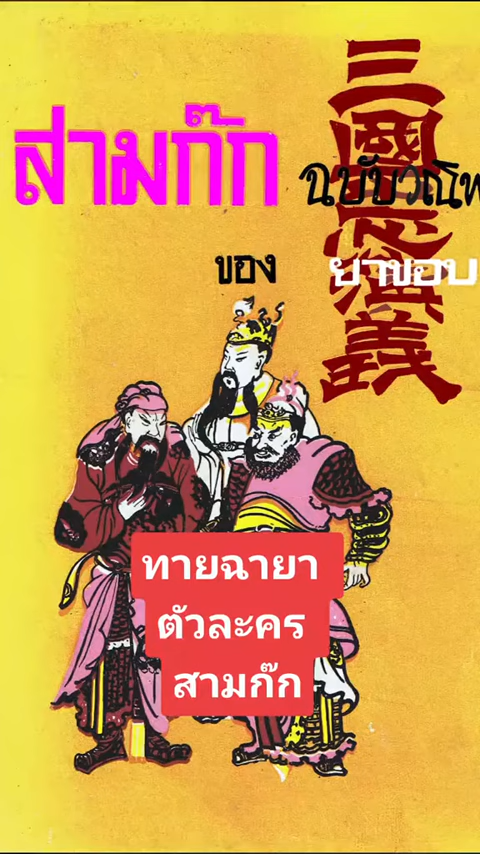 สามก๊ก
ฉบับวณิพ
ของ ยาขอบ
三國志演義
ทายฉายา
ตัวละคร
สามก๊ก